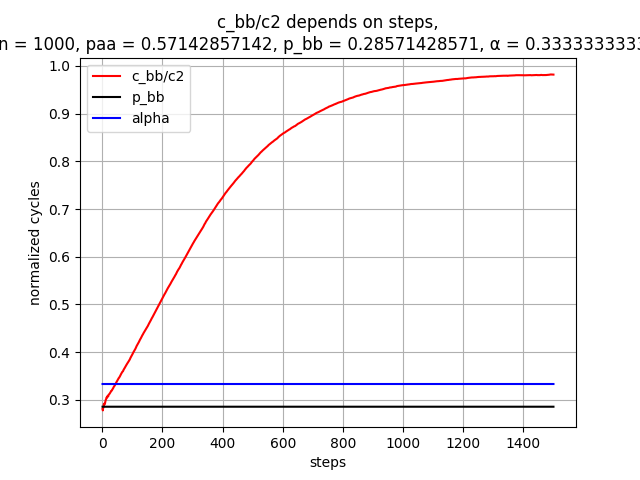 c_bb/c2 depends on steps,
n = 1000, paa = 0.57142857142, p_bb = 0.28571428571, α = 0.3333333333
c_bb/c2
p_bb
alpha
1.0
0.9
0.8
0.7
0.6
0.5
0.4
0.3
normalized cycles
0 200 400 600 800 1000 1200 1400
steps